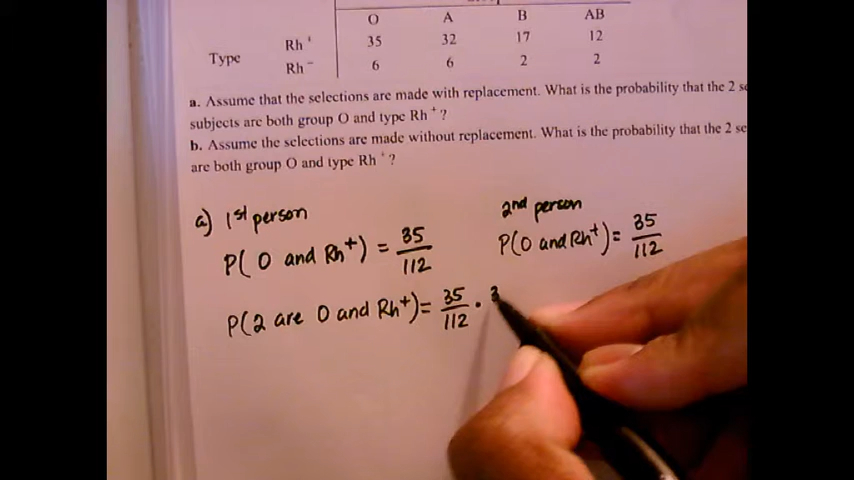 O A B AB
Rh + 35 32 17 12
Type
Rh − 6 6 2 2
a. Assume that the selections are made with replacement. What is the probability that the 2 se
subjects are both group O and type Rh + ?
b. Assume the selections are made without replacement. What is the probability that the 2 se
are both group O and type Rh + ?
a) 1st person 2nd person
P( O and Rh+) = 35/112 P(O and Rh+) = 35/112
P(2 are O and Rh+) = 35/112 · 3